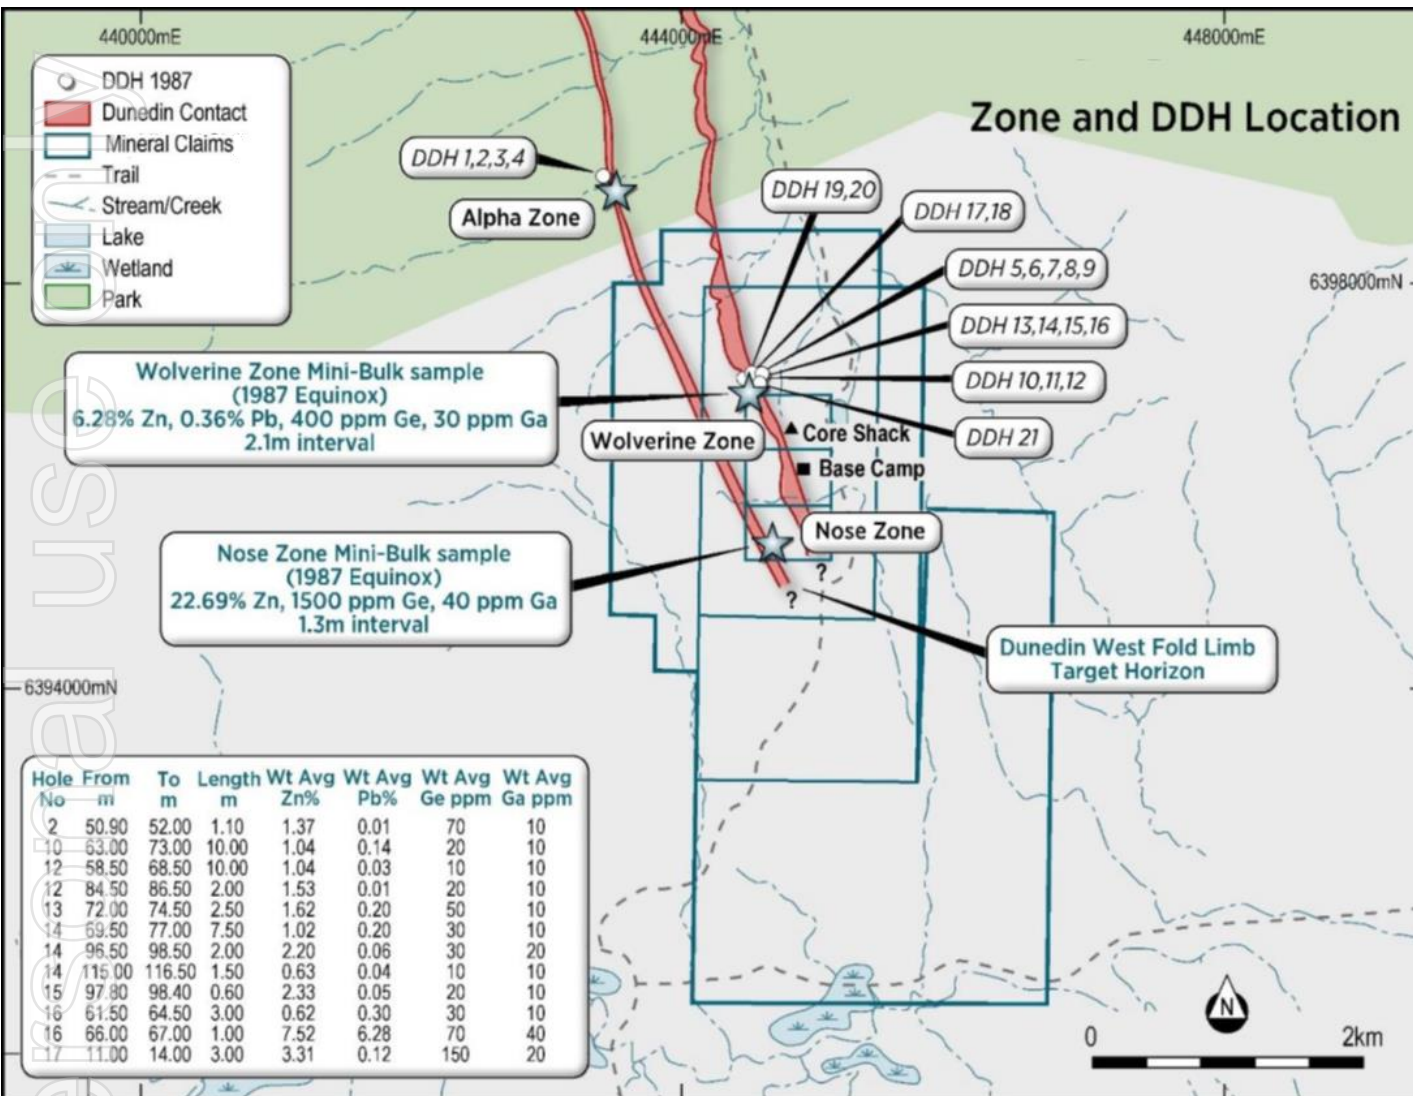 440000mE
444000mE
448000mE
DDH 1987
Dunedin Contact
Mineral Claims
Trail
Stream/Creek
Lake
Wetland
Park
Zone and DDH Location
DDH 1,2,3,4
Alpha Zone
DDH 19,20
DDH 17,18
DDH 5,6,7,8,9
DDH 13,14,15,16
DDH 10,11,12
DDH 21
6398000mN
Wolverine Zone Mini-Bulk sample
(1987 Equinox)
6.28% Zn, 0.36% Pb, 400 ppm Ge, 30 ppm Ga
2.1m interval
Wolverine Zone
Core Shack
Base Camp
Nose Zone
Nose Zone Mini-Bulk sample
(1987 Equinox)
22.69% Zn, 1500 ppm Ge, 40 ppm Ga
1.3m interval
?
?
Dunedin West Fold Limb
Target Horizon
6394000mN
Hole From To Length Wt Avg Wt Avg Wt Avg Wt Avg
No m m m Zn% Pb% Ge ppm Ga ppm
2 50.90 52.00 1.10 1.37 0.01 70 10
10 63.00 73.00 10.00 1.04 0.14 20 10
12 58.50 68.50 10.00 1.04 0.03 10 10
12 84.50 86.50 2.00 1.53 0.01 20 10
13 72.00 74.50 2.50 1.62 0.20 50 10
14 69.50 77.00 7.50 1.02 0.20 30 10
14 96.50 98.50 2.00 2.20 0.06 30 20
14 115.00 116.50 1.50 0.63 0.04 10 10
15 97.80 98.40 0.60 2.33 0.05 20 10
16 61.50 64.50 3.00 0.62 0.30 30 10
16 66.00 67.00 1.00 7.52 6.28 70 40
17 11.00 14.00 3.00 3.31 0.12 150 20
N
0 2km
ersonal use only